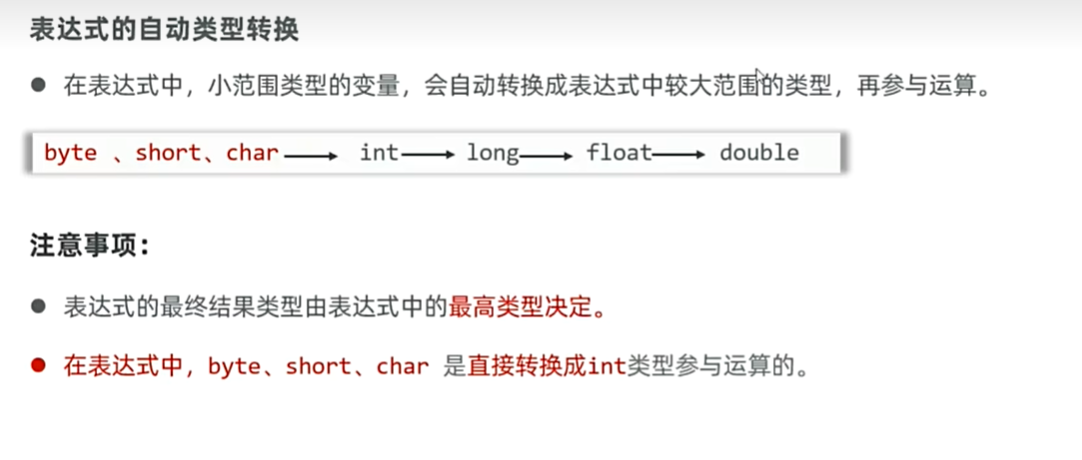 表达式的自动类型转换
● 在表达式中，小范围类型的变量，会自动转换成表达式中较大范围的类型，再参与运算。
byte 、short、char → int → long → float → double
注意事项：
● 表达式的最终结果类型由表达式中的最高类型决定。
● 在表达式中，byte、short、char 是直接转换成int类型参与运算的。